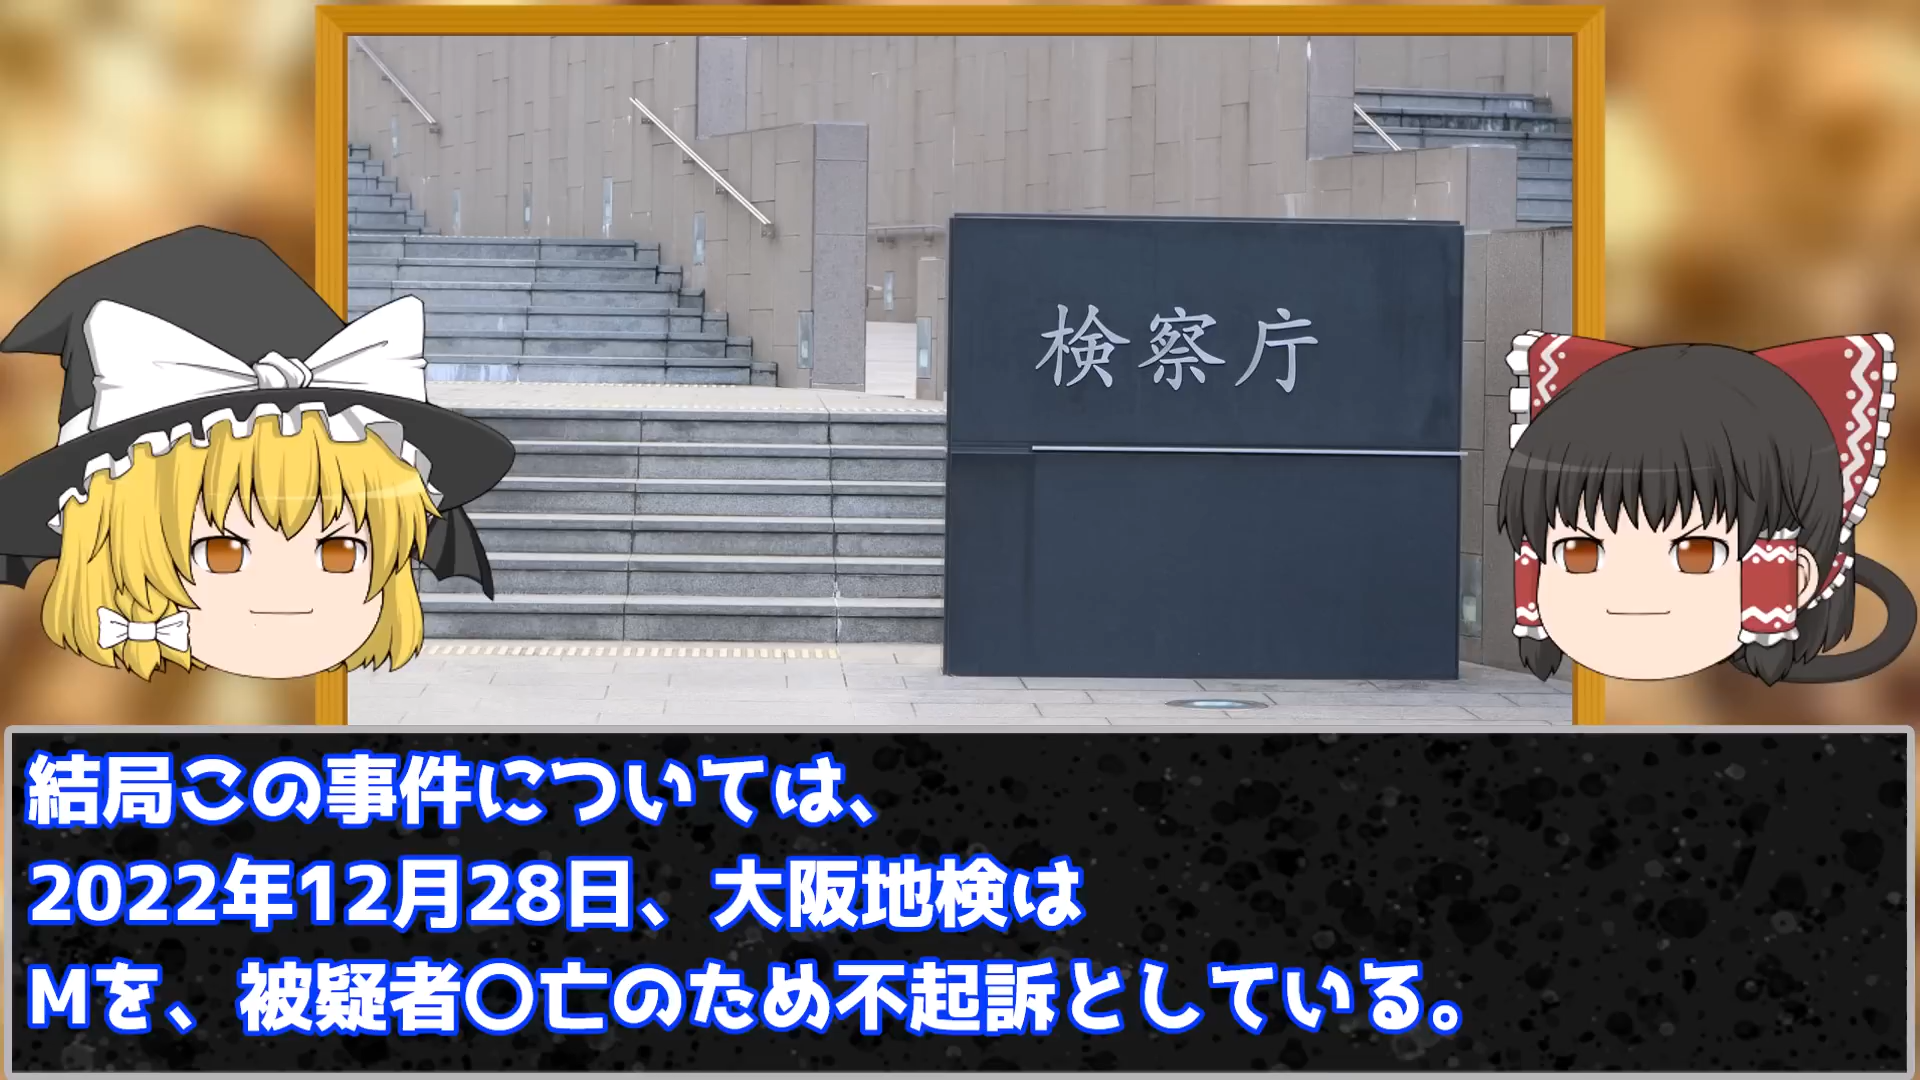 検察庁
結局この事件については、
2022年12月28日、大阪地検は
Mを、被疑者〇亡のため不起訴としている。